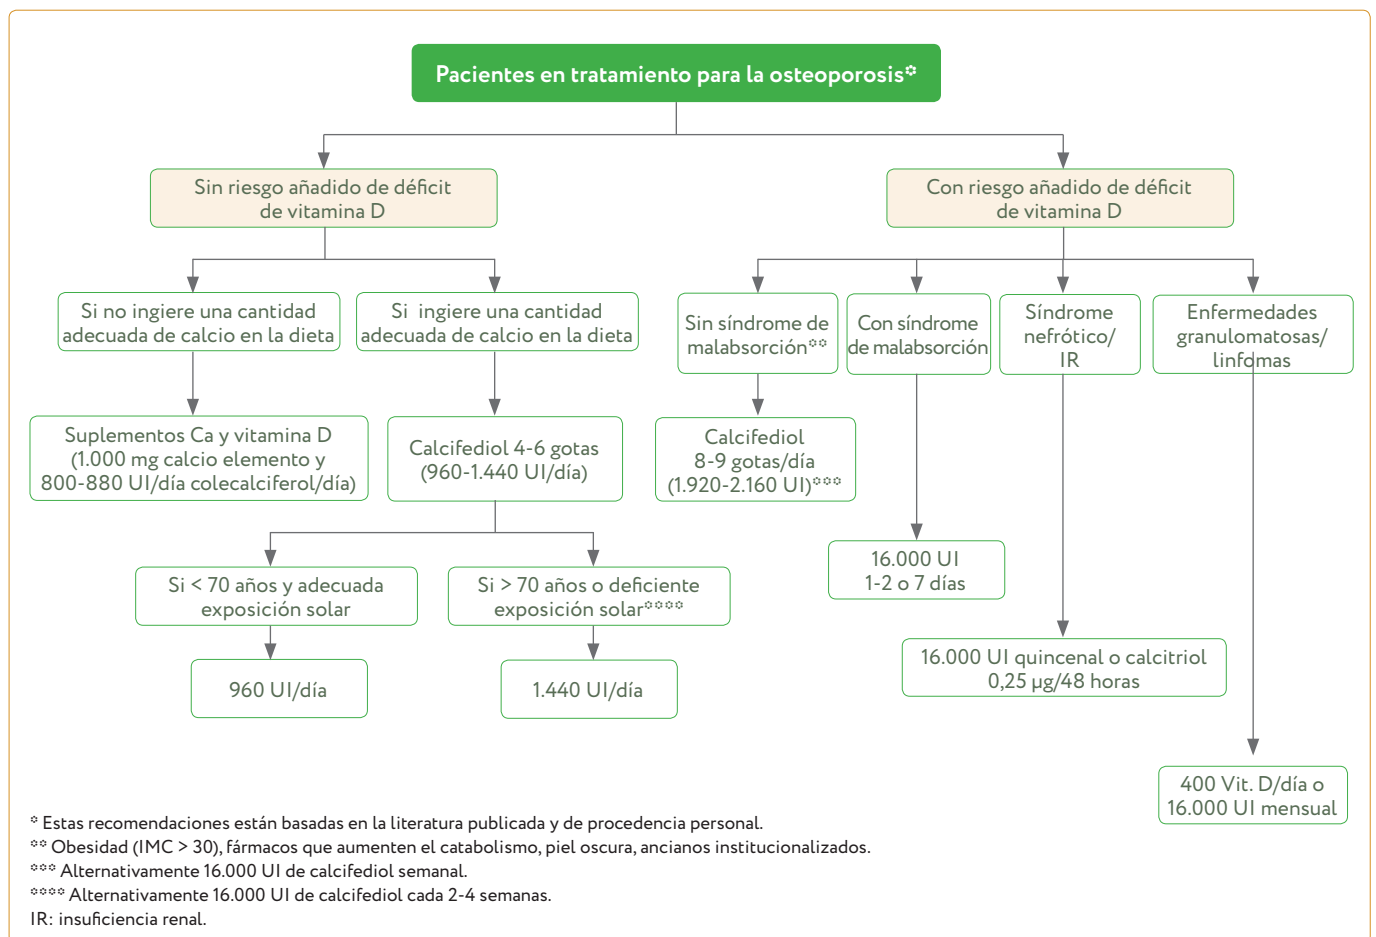 Pacientes en tratamiento para la osteoporosis*
Sin riesgo añadido de déficit
de vitamina D
Con riesgo añadido de déficit
de vitamina D
Si no ingiere una cantidad
adecuada de calcio en la dieta
Si ingiere una cantidad
adecuada de calcio en la dieta
Sin síndrome de
malabsorción**
Con síndrome
de malabsorción
Síndrome
nefrótico/
IR
Enfermedades
granulomatosas/
linfomas
Suplementos Ca y vitamina D
(1.000 mg calcio elemento y
800-880 UI/día colecalciferol/día)
Calcifediol 4-6 gotas
(960-1.440 UI/día)
Calcifediol
8-9 gotas/día
(1.920-2.160 UI)***
16.000 UI
1-2 o 7 días
Si < 70 años y adecuada
exposición solar
Si > 70 años o deficiente
exposición solar****
16.000 UI quincenal o calcitriol
0,25 µg/48 horas
960 UI/día
1.440 UI/día
400 Vit. D/día o
16.000 UI mensual
* Estas recomendaciones están basadas en la literatura publicada y de procedencia personal.
** Obesidad (IMC > 30), fármacos que aumenten el catabolismo, piel oscura, ancianos institucionalizados.
*** Alternativamente 16.000 UI de calcifediol semanal.
**** Alternativamente 16.000 UI de calcifediol cada 2-4 semanas.
IR: insuficiencia renal.